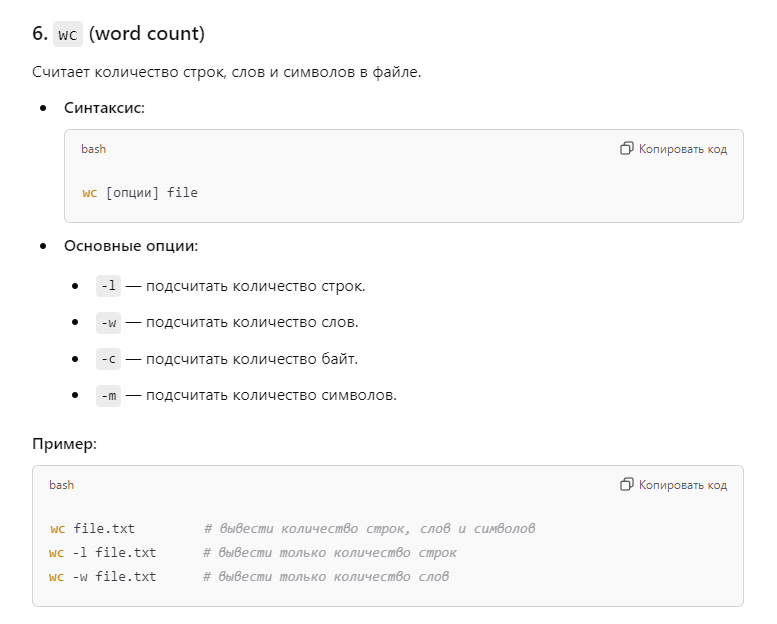 6. wc (word count)
Считает количество строк, слов и символов в файле.
Синтаксис:
bash
Копировать код
wc [опции] file
Основные опции:
-l — подсчитать количество строк.
-w — подсчитать количество слов.
-c — подсчитать количество байт.
-m — подсчитать количество символов.
Пример:
bash
Копировать код
wc file.txt # вывести количество строк, слов и символов
wc -l file.txt # вывести только количество строк
wc -w file.txt # вывести только количество слов